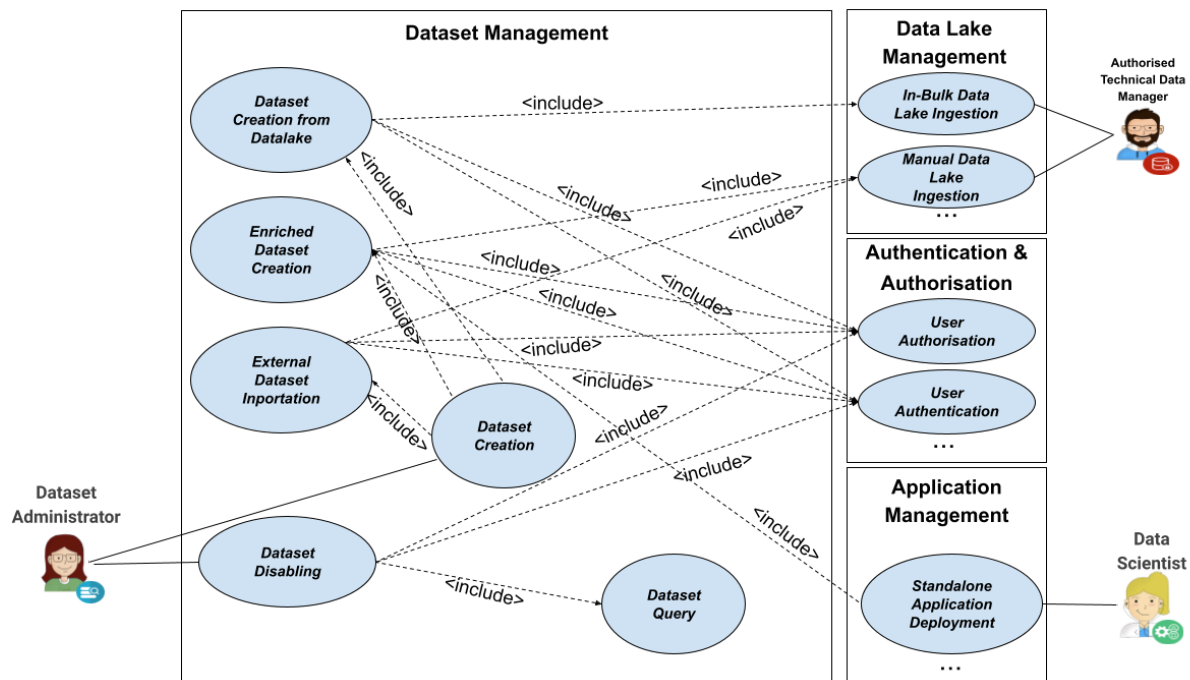 Dataset Management
Data Lake
Management
Authorised
Technical Data
Manager
Dataset
Creation from
Datalake
<include>
In-Bulk Data
Lake Ingestion
<include>
Manual Data
Lake
Ingestion
...
<include>
<include>
<include>
Enriched
Dataset
Creation
<include>
<include>
<include>
<include>
Authentication &
Authorisation
User
Authorisation
External
Dataset
Inportation
<include>
<include>
<include>
User
Authentication
...
Dataset
Creation
<include>
<include>
<include>
Dataset
Administrator
Application
Management
Dataset
Disabling
<include>
Dataset
Query
Standalone
Application
Deployment
...
Data
Scientist